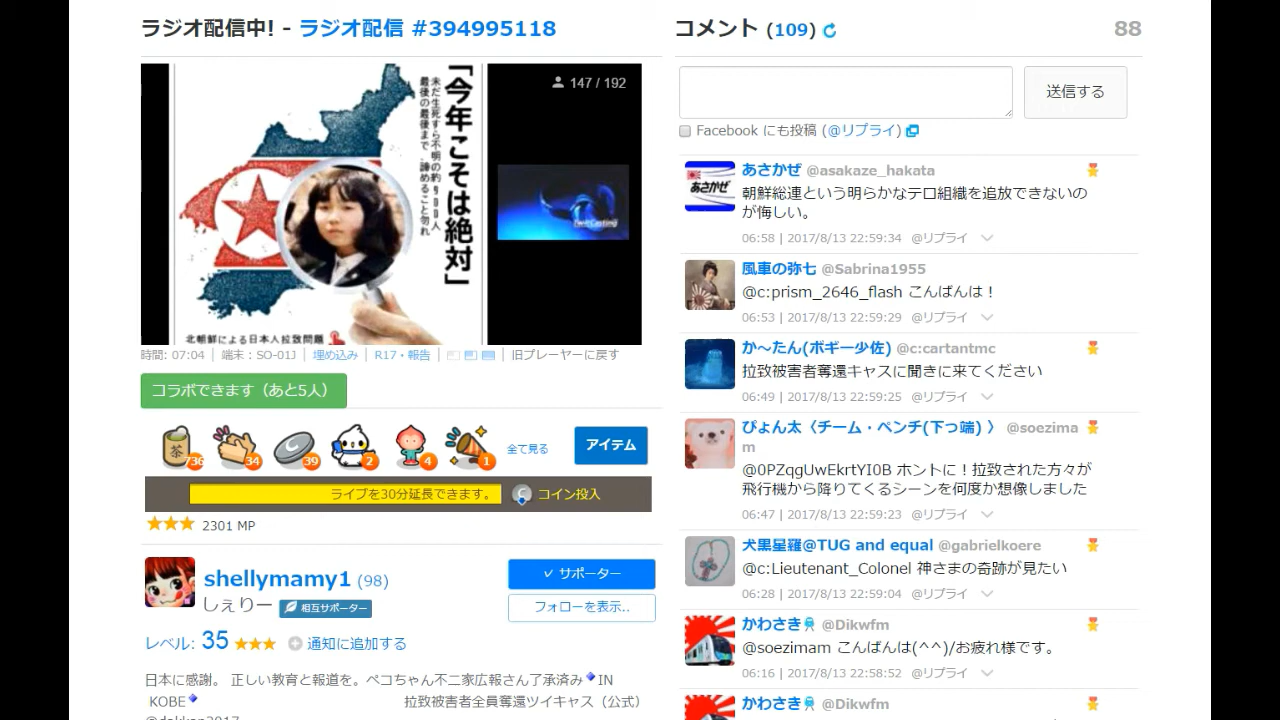 ラジオ配信中! - ラジオ配信 #394995118
147 / 192
「今年こそは絶対」
未だ生死すら不明の約900人
最後の最後まで、諦めること勿れ
北朝鮮による日本人拉致問題
時間: 07:04 | 端末 : SO-01J | 埋め込み | R17・報告 | 旧プレーヤーに戻す
コラボできます（あと5人）
茶
736
34
39
2
4
1
全て見る
アイテム
ライブを30分延長できます。
コイン投入
2301 MP
shellymamy1 (98)
しぇりー 相互サポーター
✓ サポーター
フォローを表示..
レベル: 35 通知に追加する
日本に感謝。 正しい教育と報道を。ペコちゃん不二家広報さん了承済み IN
KOBE 拉致被害者全員奪還ツイキャス（公式）
コメント (109)
88
送信する
Facebook にも投稿 (@リプライ)
あさかぜ
あさかぜ @asakaze_hakata
朝鮮総連という明らかなテロ組織を追放できないの
が悔しい。
06:58 | 2017/8/13 22:59:34 @リプライ
風車の弥七 @Sabrina1955
@c:prism_2646_flash こんばんは！
06:53 | 2017/8/13 22:59:29 @リプライ
か〜たん(ボギー少佐) @c:cartantmc
拉致被害者奪還キャスに聞きに来てください
06:49 | 2017/8/13 22:59:25 @リプライ
ぴょん太〈チーム・ペンチ(下っ端) 〉 @soezima
m
@0PZqgUwEkrtYI0B ホントに！拉致された方々が
飛行機から降りてくるシーンを何度か想像しました
06:47 | 2017/8/13 22:59:23 @リプライ
犬黒星羅@TUG and equal @gabrielkoere
@c:Lieutenant_Colonel 神さまの奇跡が見たい
06:28 | 2017/8/13 22:59:04 @リプライ
かわさき @Dikwfm
@soezimam こんばんは(^^)/お疲れ様です。
06:16 | 2017/8/13 22:58:52 @リプライ
かわさき @Dikwfm